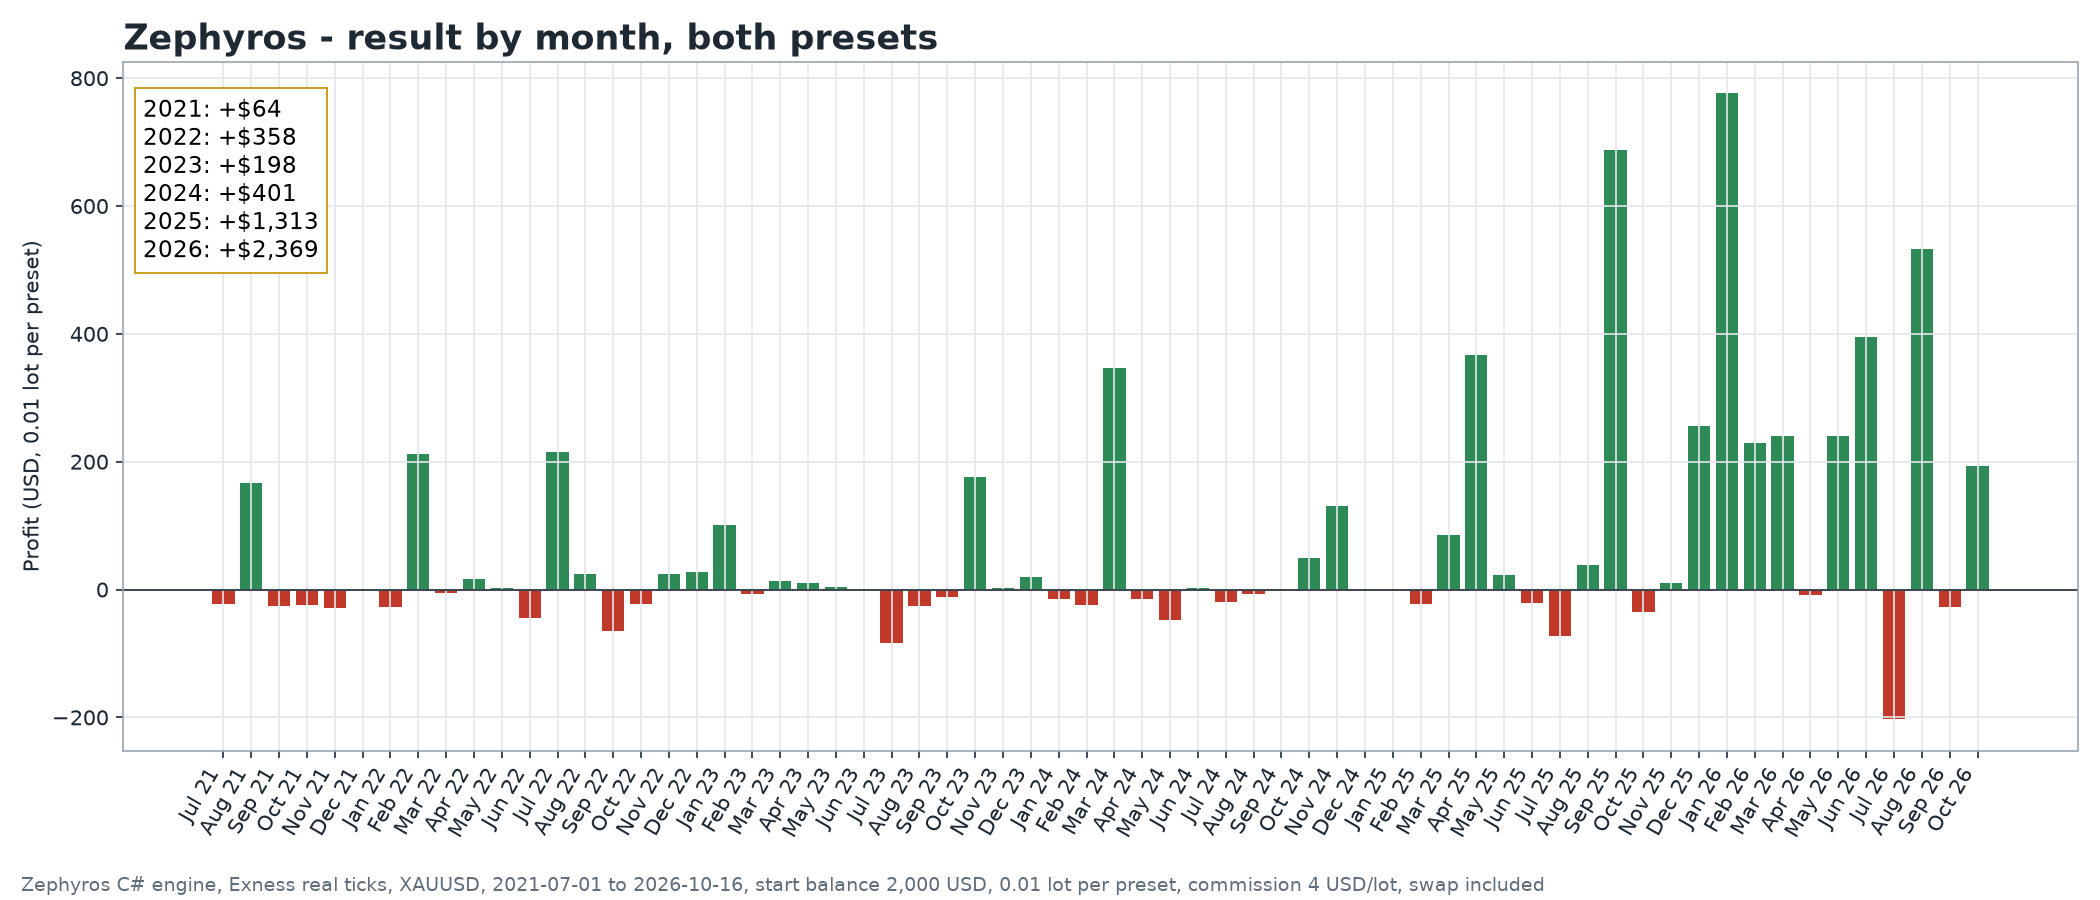 Zephyros - result by month, both presets
Profit (USD, 0.01 lot per preset)
800
600
400
200
0
−200
2021: +$64
2022: +$358
2023: +$198
2024: +$401
2025: +$1,313
2026: +$2,369
Jul 21
Aug 21
Sep 21
Oct 21
Nov 21
Dec 21
Jan 22
Feb 22
Mar 22
Apr 22
May 22
Jun 22
Jul 22
Aug 22
Sep 22
Oct 22
Nov 22
Dec 22
Jan 23
Feb 23
Mar 23
Apr 23
May 23
Jun 23
Jul 23
Aug 23
Sep 23
Oct 23
Nov 23
Dec 23
Jan 24
Feb 24
Mar 24
Apr 24
May 24
Jun 24
Jul 24
Aug 24
Sep 24
Oct 24
Nov 24
Dec 24
Jan 25
Feb 25
Mar 25
Apr 25
May 25
Jun 25
Jul 25
Aug 25
Sep 25
Oct 25
Nov 25
Dec 25
Jan 26
Feb 26
Mar 26
Apr 26
May 26
Jun 26
Jul 26
Aug 26
Sep 26
Oct 26
Zephyros C# engine, Exness real ticks, XAUUSD, 2021-07-01 to 2026-10-16, start balance 2,000 USD, 0.01 lot per preset, commission 4 USD/lot, swap included